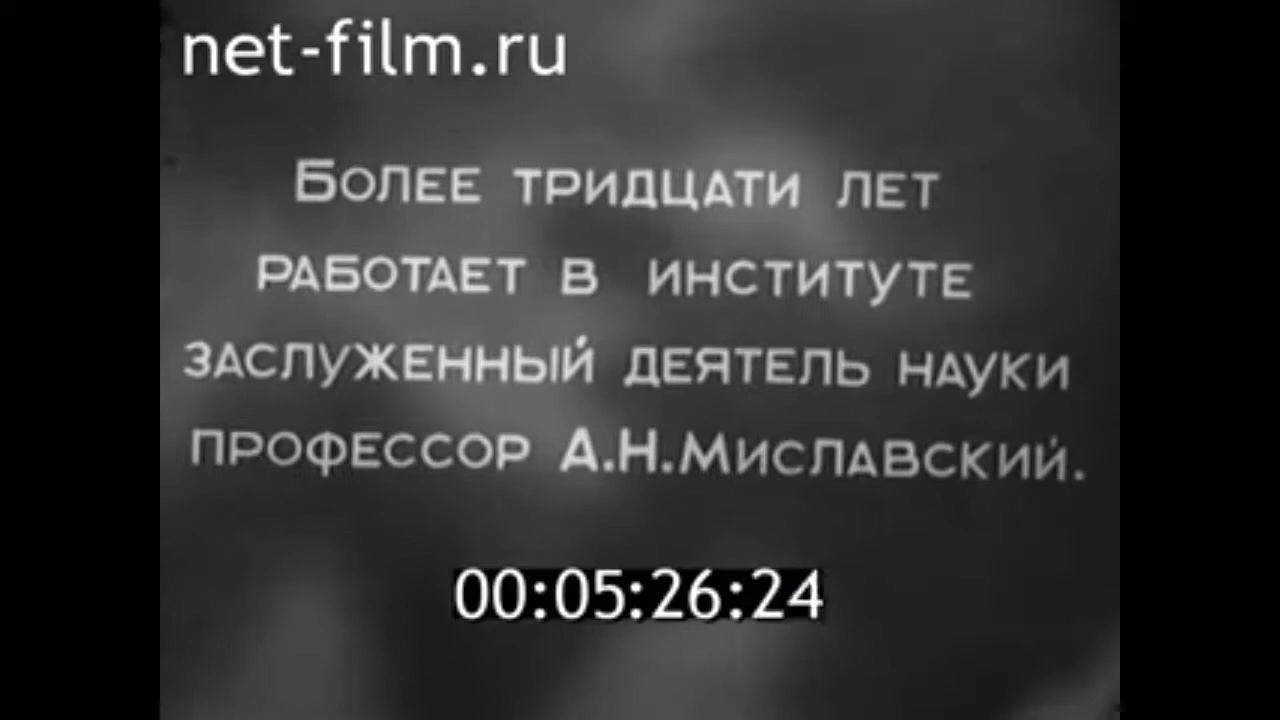 net-film.ru
Более тридцати лет
работает в институте
заслуженный деятель науки
профессор А.Н.Миславский.
00:05:26:24